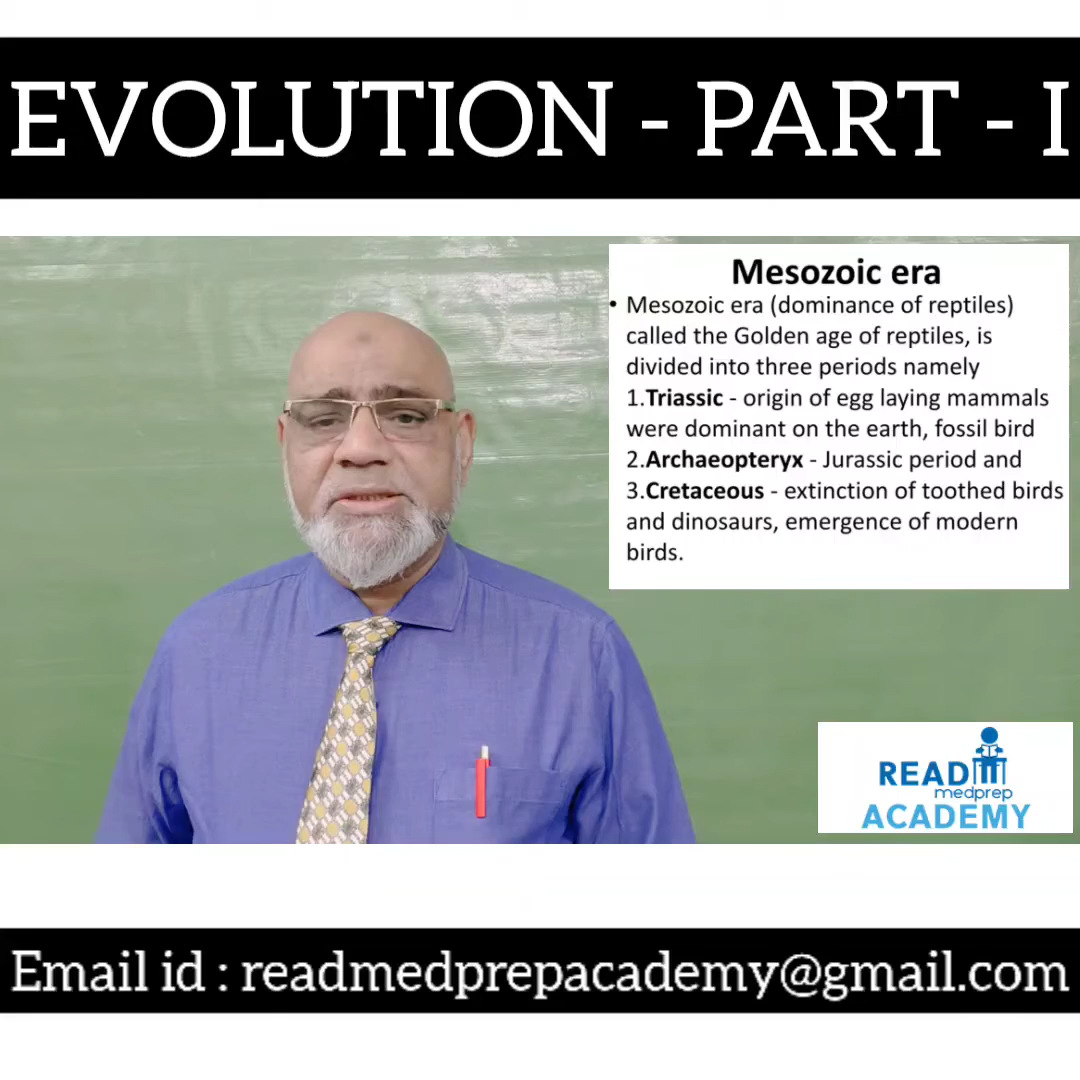 EVOLUTION - PART - I
Mesozoic era
• Mesozoic era (dominance of reptiles)
called the Golden age of reptiles, is
divided into three periods namely
1.Triassic - origin of egg laying mammals
were dominant on the earth, fossil bird
2.Archaeopteryx - Jurassic period and
3.Cretaceous - extinction of toothed birds
and dinosaurs, emergence of modern
birds.
READ
medprep
ACADEMY
Email id : readmedprepacademy@gmail.com